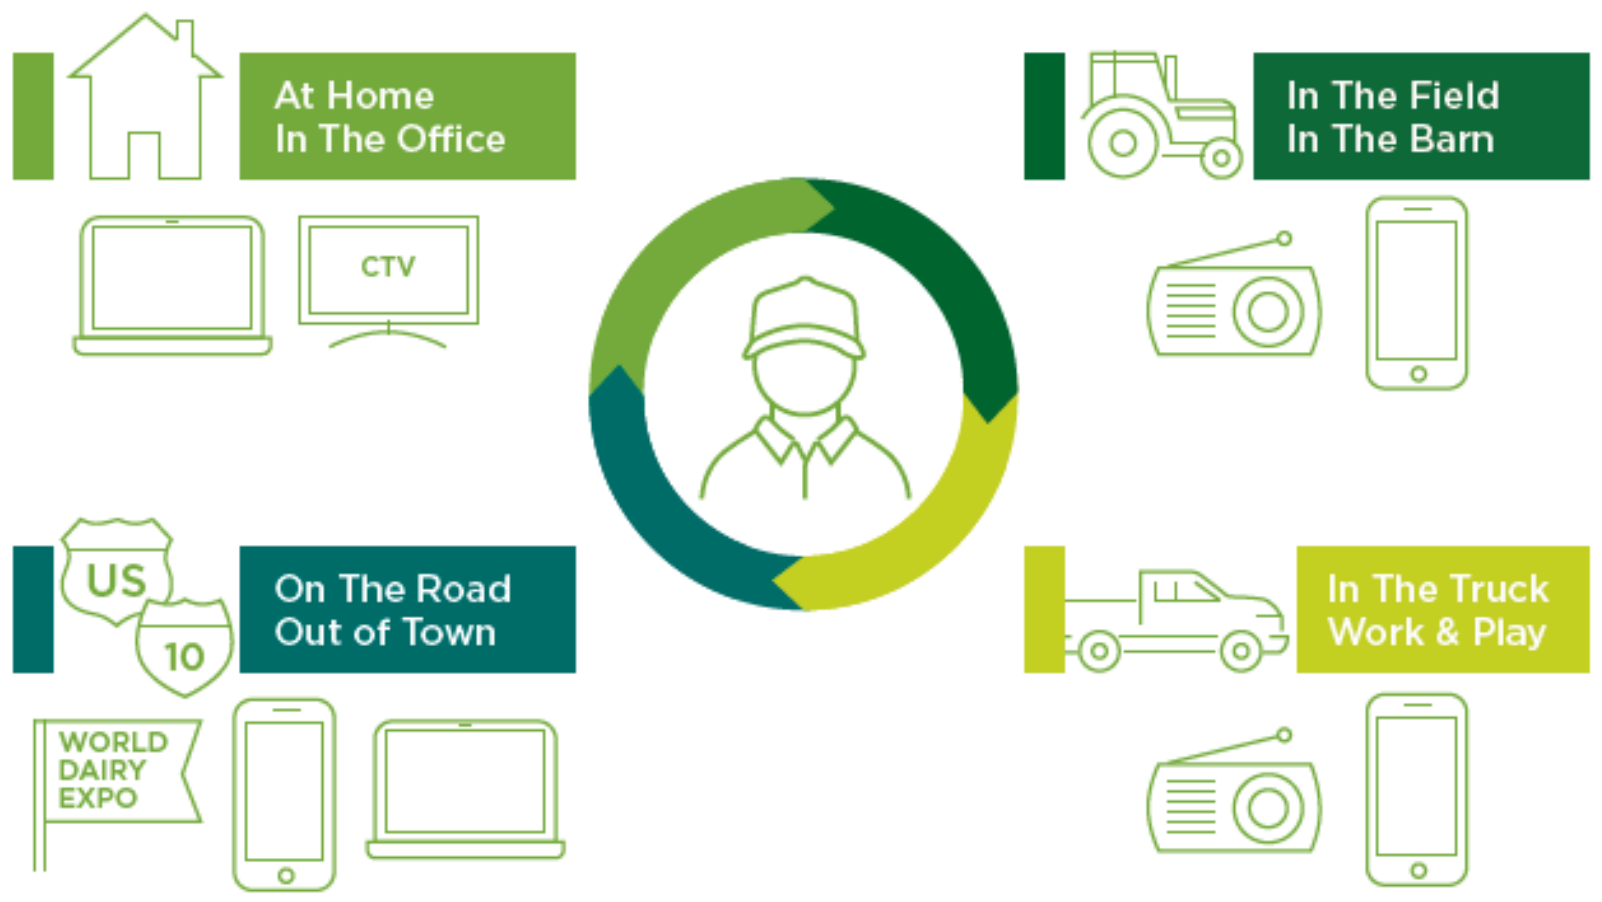 At Home
In The Office
CTV
In The Field
In The Barn
US
10
On The Road
Out of Town
WORLD
DAIRY
EXPO
In The Truck
Work & Play